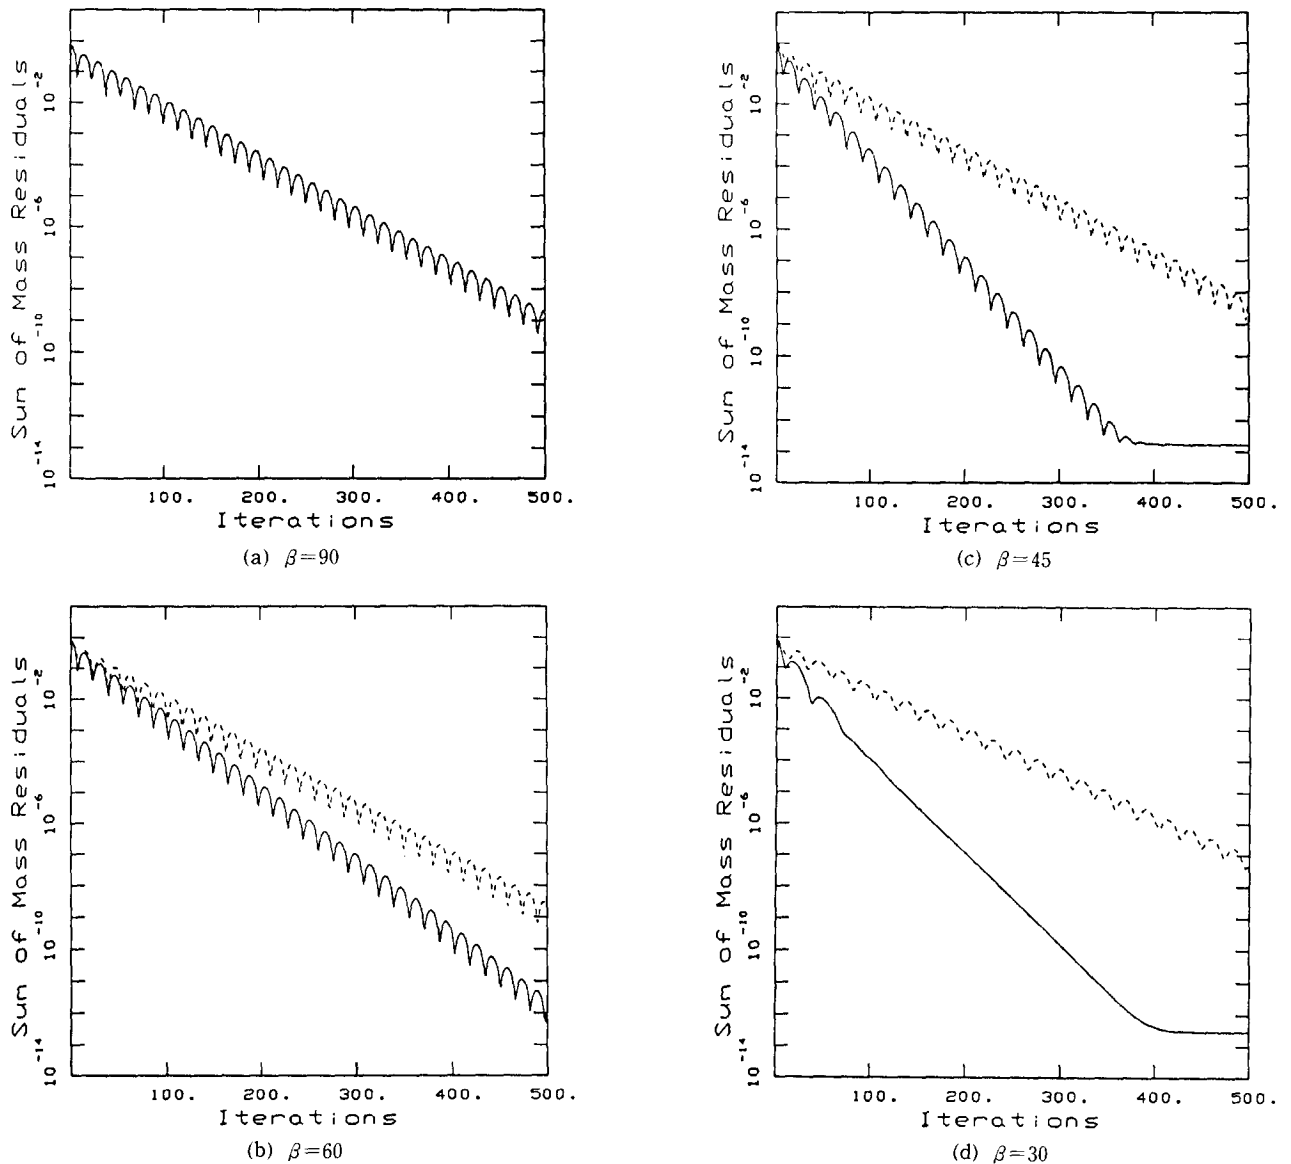 Sum of Mass Residuals
10⁻² 10⁻⁶ 10⁻¹⁰ 10⁻¹⁴
100. 200. 300. 400. 500.
Iterations
(a) β=90
Sum of Mass Residuals
10⁻² 10⁻⁶ 10⁻¹⁰ 10⁻¹⁴
100. 200. 300. 400. 500.
Iterations
(c) β=45
Sum of Mass Residuals
10⁻² 10⁻⁶ 10⁻¹⁰ 10⁻¹⁴
100. 200. 300. 400. 500.
Iterations
(b) β=60
Sum of Mass Residuals
10⁻² 10⁻⁶ 10⁻¹⁰ 10⁻¹⁴
100. 200. 300. 400. 500.
Iterations
(d) β=30